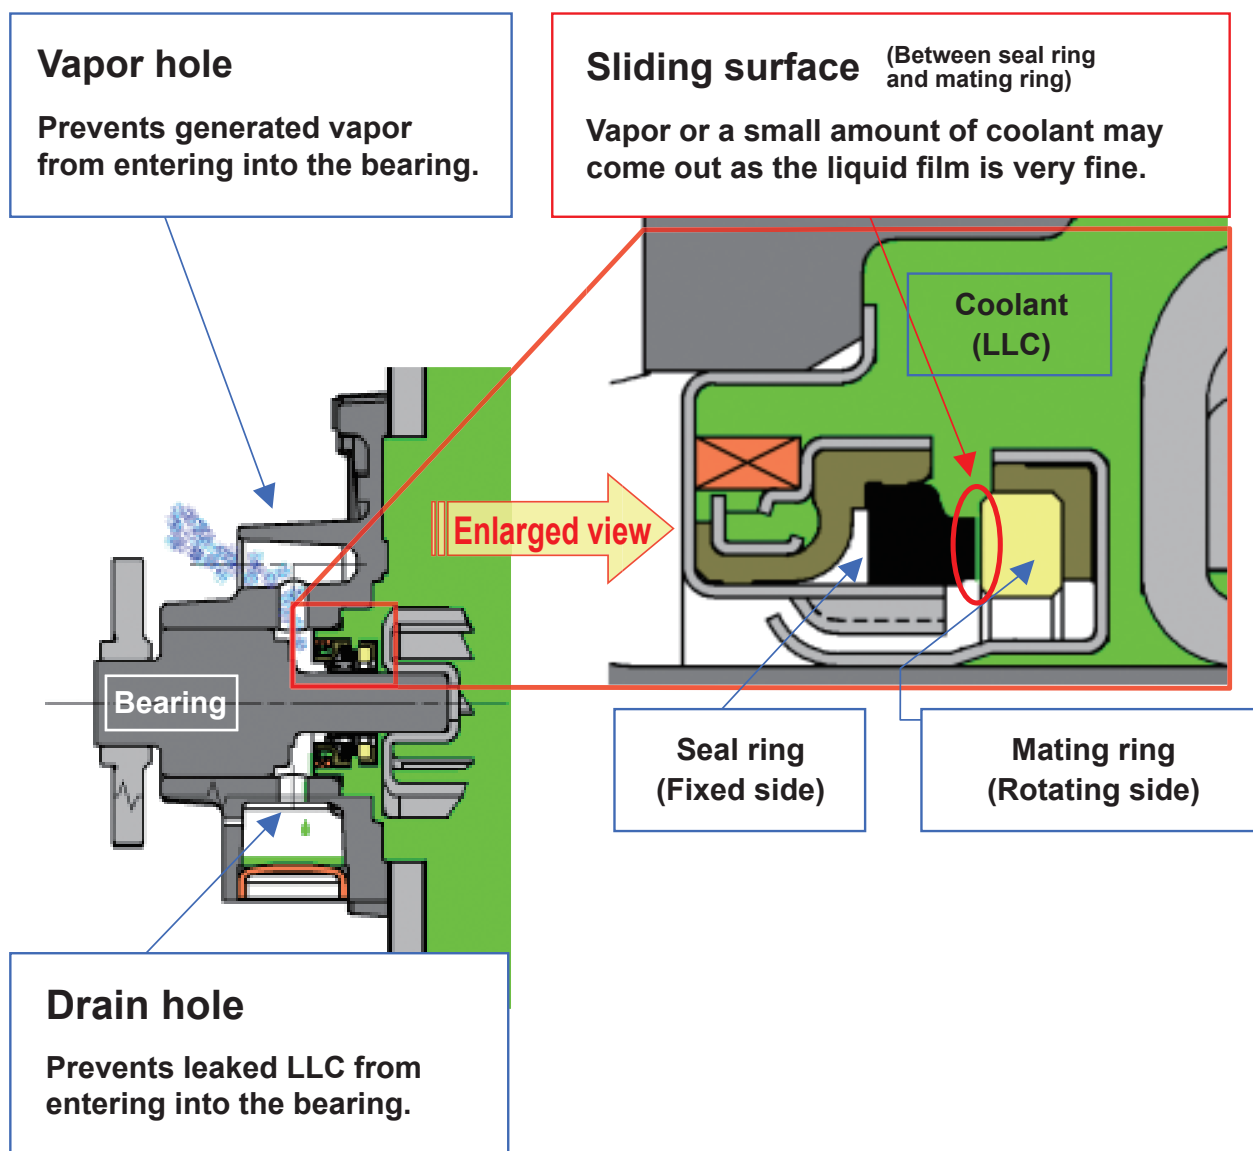 Vapor hole
Prevents generated vapor
from entering into the bearing.
Sliding surface
(Between seal ring
and mating ring)
Vapor or a small amount of coolant may
come out as the liquid film is very fine.
Coolant
(LLC)
Enlarged view
Bearing
Seal ring
(Fixed side)
Mating ring
(Rotating side)
Drain hole
Prevents leaked LLC from
entering into the bearing.